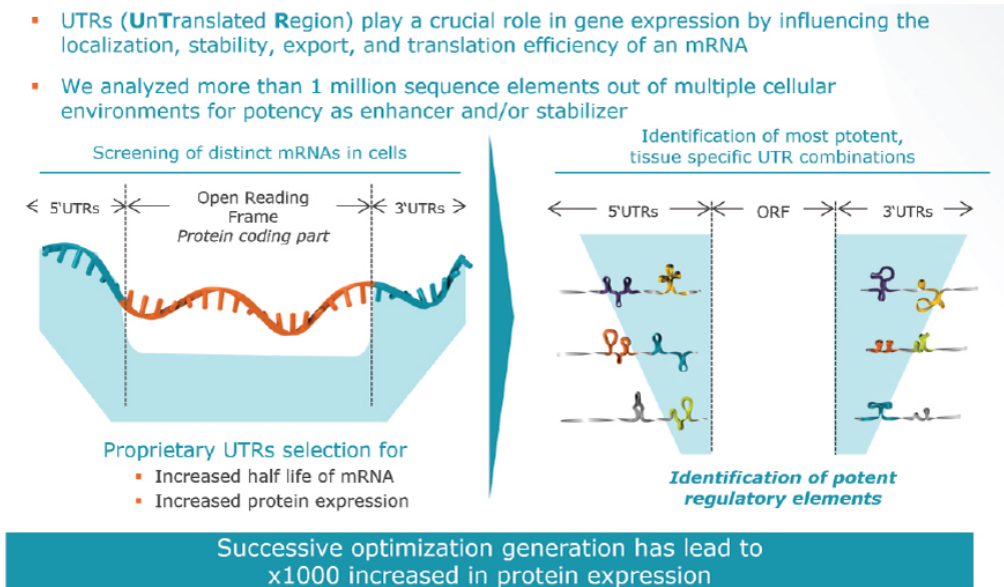 ▪ UTRs (UnTranslated Region) play a crucial role in gene expression by influencing the
localization, stability, export, and translation efficiency of an mRNA
▪ We analyzed more than 1 million sequence elements out of multiple cellular
environments for potency as enhancer and/or stabilizer
Screening of distinct mRNAs in cells
5'UTRs
Open Reading
Frame
Protein coding part
3'UTRs
Proprietary UTRs selection for
▪ Increased half life of mRNA
▪ Increased protein expression
Identification of most ptotent,
tissue specific UTR combinations
5'UTRs
ORF
3'UTRs
Identification of potent
regulatory elements
Successive optimization generation has lead to
x1000 increased in protein expression